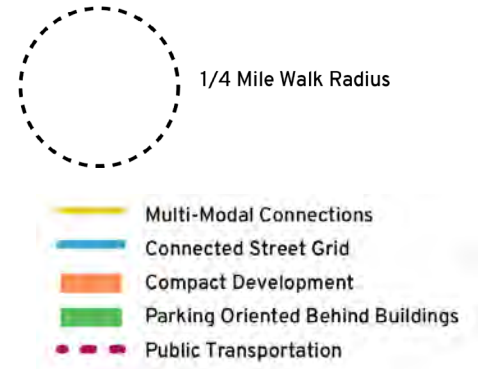 1/4 Mile Walk Radius
Multi-Modal Connections
Connected Street Grid
Compact Development
Parking Oriented Behind Buildings
Public Transportation